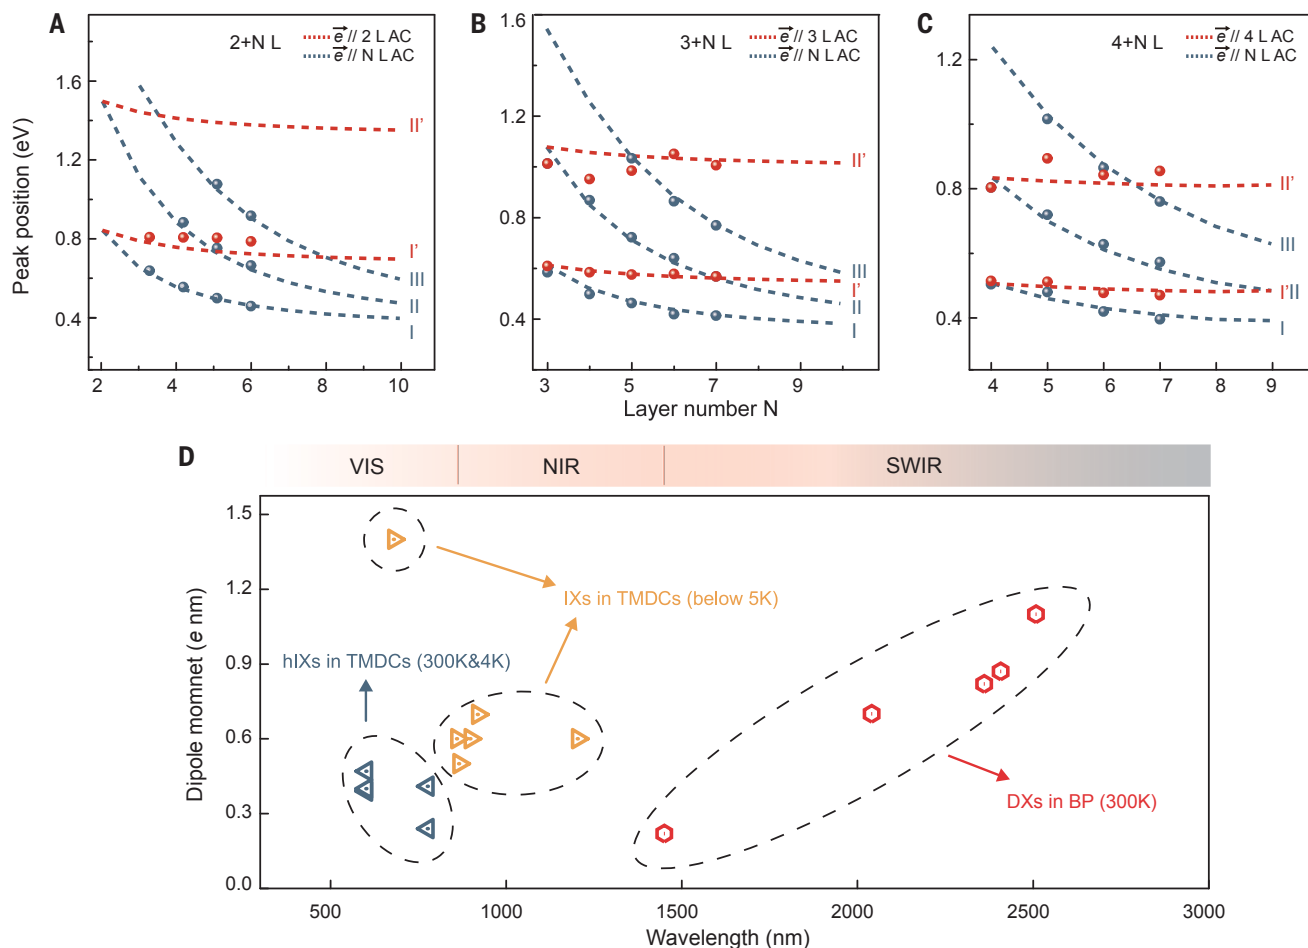 A
2+N L
e // 2 L AC
e // N L AC
Peak position (eV)
1.6
1.2
0.8
0.4
II'
I'
III
II
I
2
4
6
8
10
B
3+N L
e // 3 L AC
e // N L AC
1.6
1.2
0.8
0.4
II'
III
I'
II
I
3
5
7
9
Layer number N
C
4+N L
e // 4 L AC
e // N L AC
1.2
0.8
0.4
II'
III
I'II
I
4
5
6
7
8
9
D
VIS
NIR
SWIR
Dipole momnet (e nm)
1.5
1.2
0.9
0.6
0.3
0.0
IXs in TMDCs (below 5K)
hIXs in TMDCs (300K&4K)
DXs in BP (300K)
500
1000
1500
2000
2500
3000
Wavelength (nm)